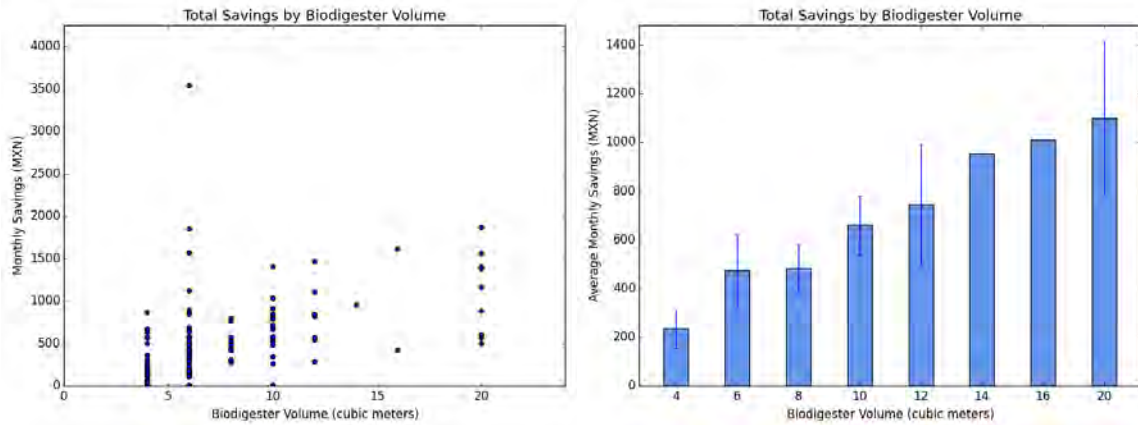 Total Savings by Biodigester Volume
4000
3500
3000
2500
2000
1500
1000
500
0
Monthly Savings (MXN)
0 5 10 15 20
Biodigester Volume (cubic meters)
Total Savings by Biodigester Volume
1400
1200
1000
800
600
400
200
0
Average Monthly Savings (MXN)
4 6 8 10 12 14 16 20
Biodigester Volume (cubic meters)